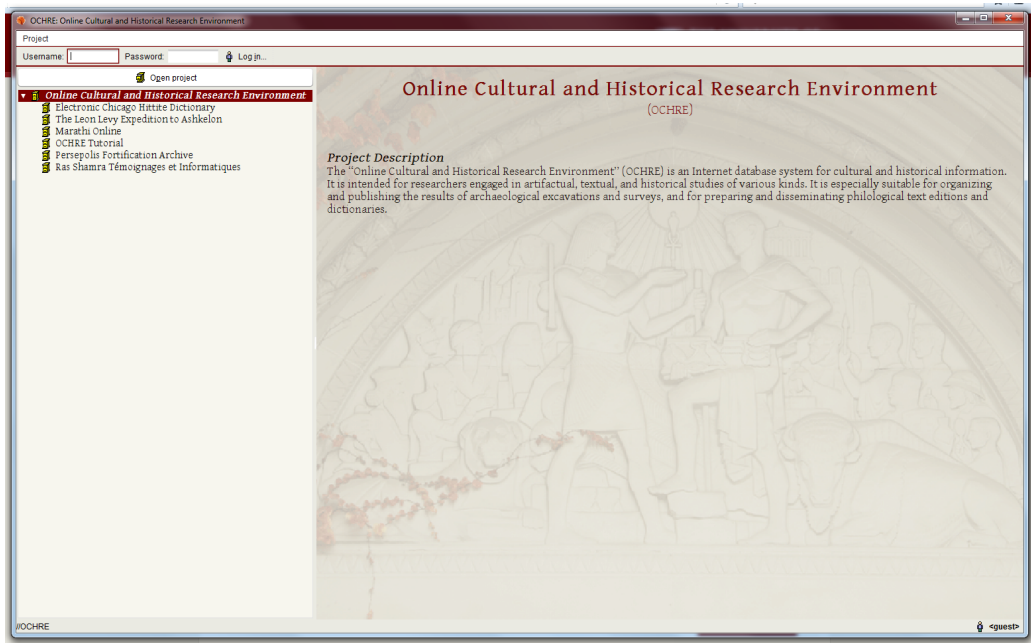 OCHRE: Online Cultural and Historical Research Environment
Project
Username: Password: Log in...
Open project
Online Cultural and Historical Research Environment
Electronic Chicago Hittite Dictionary
The Leon Levy Expedition to Ashkelon
Marathi Online
OCHRE Tutorial
Persepolis Fortification Archive
Ras Shamra Témoignages et Informatiques
Online Cultural and Historical Research Environment
(OCHRE)
Project Description
The “Online Cultural and Historical Research Environment” (OCHRE) is an Internet database system for cultural and historical information.
It is intended for researchers engaged in artifactual, textual, and historical studies of various kinds. It is especially suitable for organizing
and publishing the results of archaeological excavations and surveys, and for preparing and disseminating philological text editions and
dictionaries.
//OCHRE
<guest>